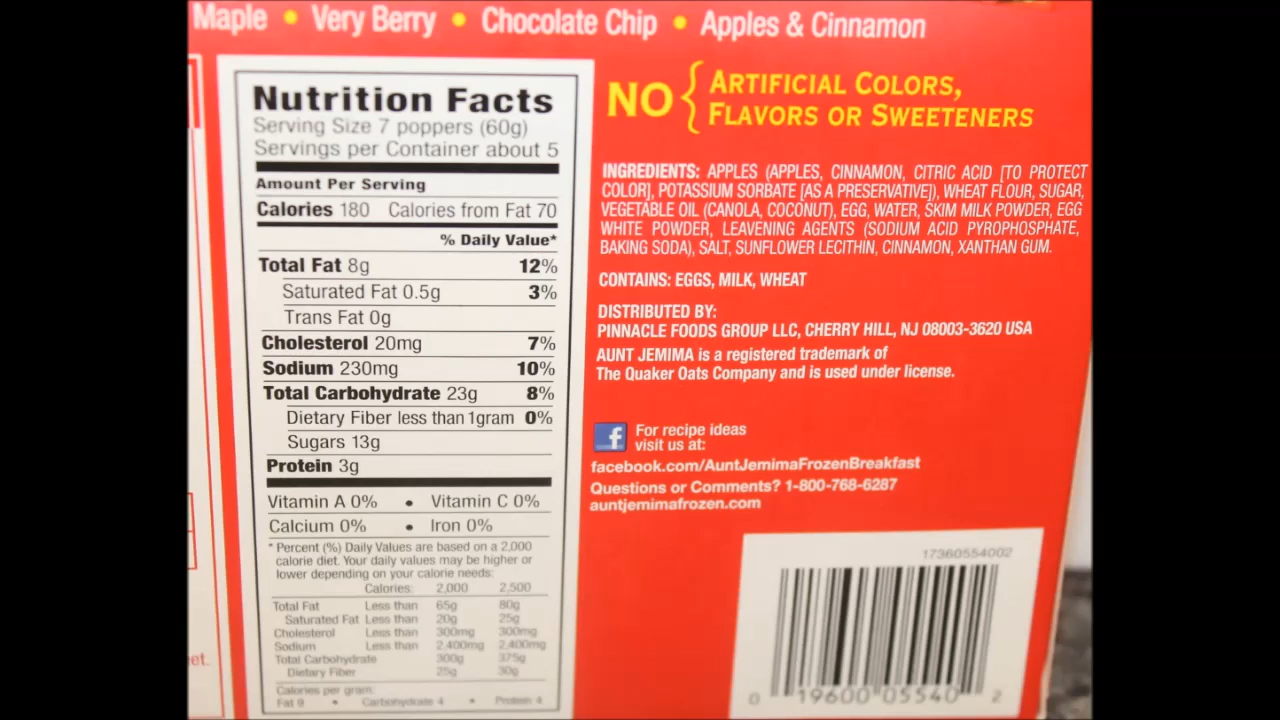 Maple • Very Berry • Chocolate Chip • Apples & Cinnamon
Nutrition Facts
Serving Size 7 poppers (60g)
Servings per Container about 5
Amount Per Serving
Calories 180 Calories from Fat 70
% Daily Value*
Total Fat 8g 12%
Saturated Fat 0.5g 3%
Trans Fat 0g
Cholesterol 20mg 7%
Sodium 230mg 10%
Total Carbohydrate 23g 8%
Dietary Fiber less than 1gram 0%
Sugars 13g
Protein 3g
Vitamin A 0% • Vitamin C 0%
Calcium 0% • Iron 0%
* Percent (%) Daily Values are based on a 2,000
calorie diet. Your daily values may be higher or
lower depending on your calorie needs:
Calories: 2,000 2,500
Total Fat Less than 65g 80g
Saturated Fat Less than 20g 25g
Cholesterol Less than 300mg 300mg
Sodium Less than 2,400mg 2,400mg
Total Carbohydrate 300g 375g
Dietary Fiber 25g 30g
Calories per gram:
Fat 9 • Carbohydrate 4 • Protein 4
NO { ARTIFICIAL COLORS,
FLAVORS OR SWEETENERS
INGREDIENTS: APPLES (APPLES, CINNAMON, CITRIC ACID [TO PROTECT
COLOR], POTASSIUM SORBATE [AS A PRESERVATIVE]), WHEAT FLOUR, SUGAR,
VEGETABLE OIL (CANOLA, COCONUT), EGG, WATER, SKIM MILK POWDER, EGG
WHITE POWDER, LEAVENING AGENTS (SODIUM ACID PYROPHOSPHATE,
BAKING SODA), SALT, SUNFLOWER LECITHIN, CINNAMON, XANTHAN GUM.
CONTAINS: EGGS, MILK, WHEAT
DISTRIBUTED BY:
PINNACLE FOODS GROUP LLC, CHERRY HILL, NJ 08003-3620 USA
AUNT JEMIMA is a registered trademark of
The Quaker Oats Company and is used under license.
f For recipe ideas
visit us at:
facebook.com/AuntJemimaFrozenBreakfast
Questions or Comments? 1-800-768-6287
auntjemimafrozen.com
17360554002
0 19600 05540 2
et.